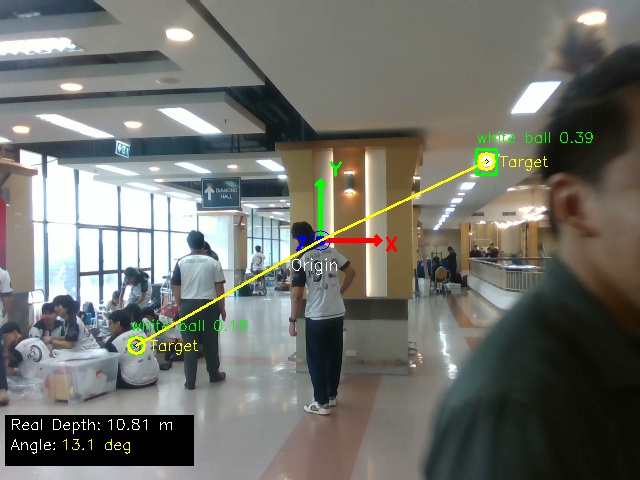 white ball 0.39
Target
Y
DIAMOND
HALL
Z
X
Origin
white ball 0.13
Target
Real Depth: 10.81 m
Angle: 13.1 deg